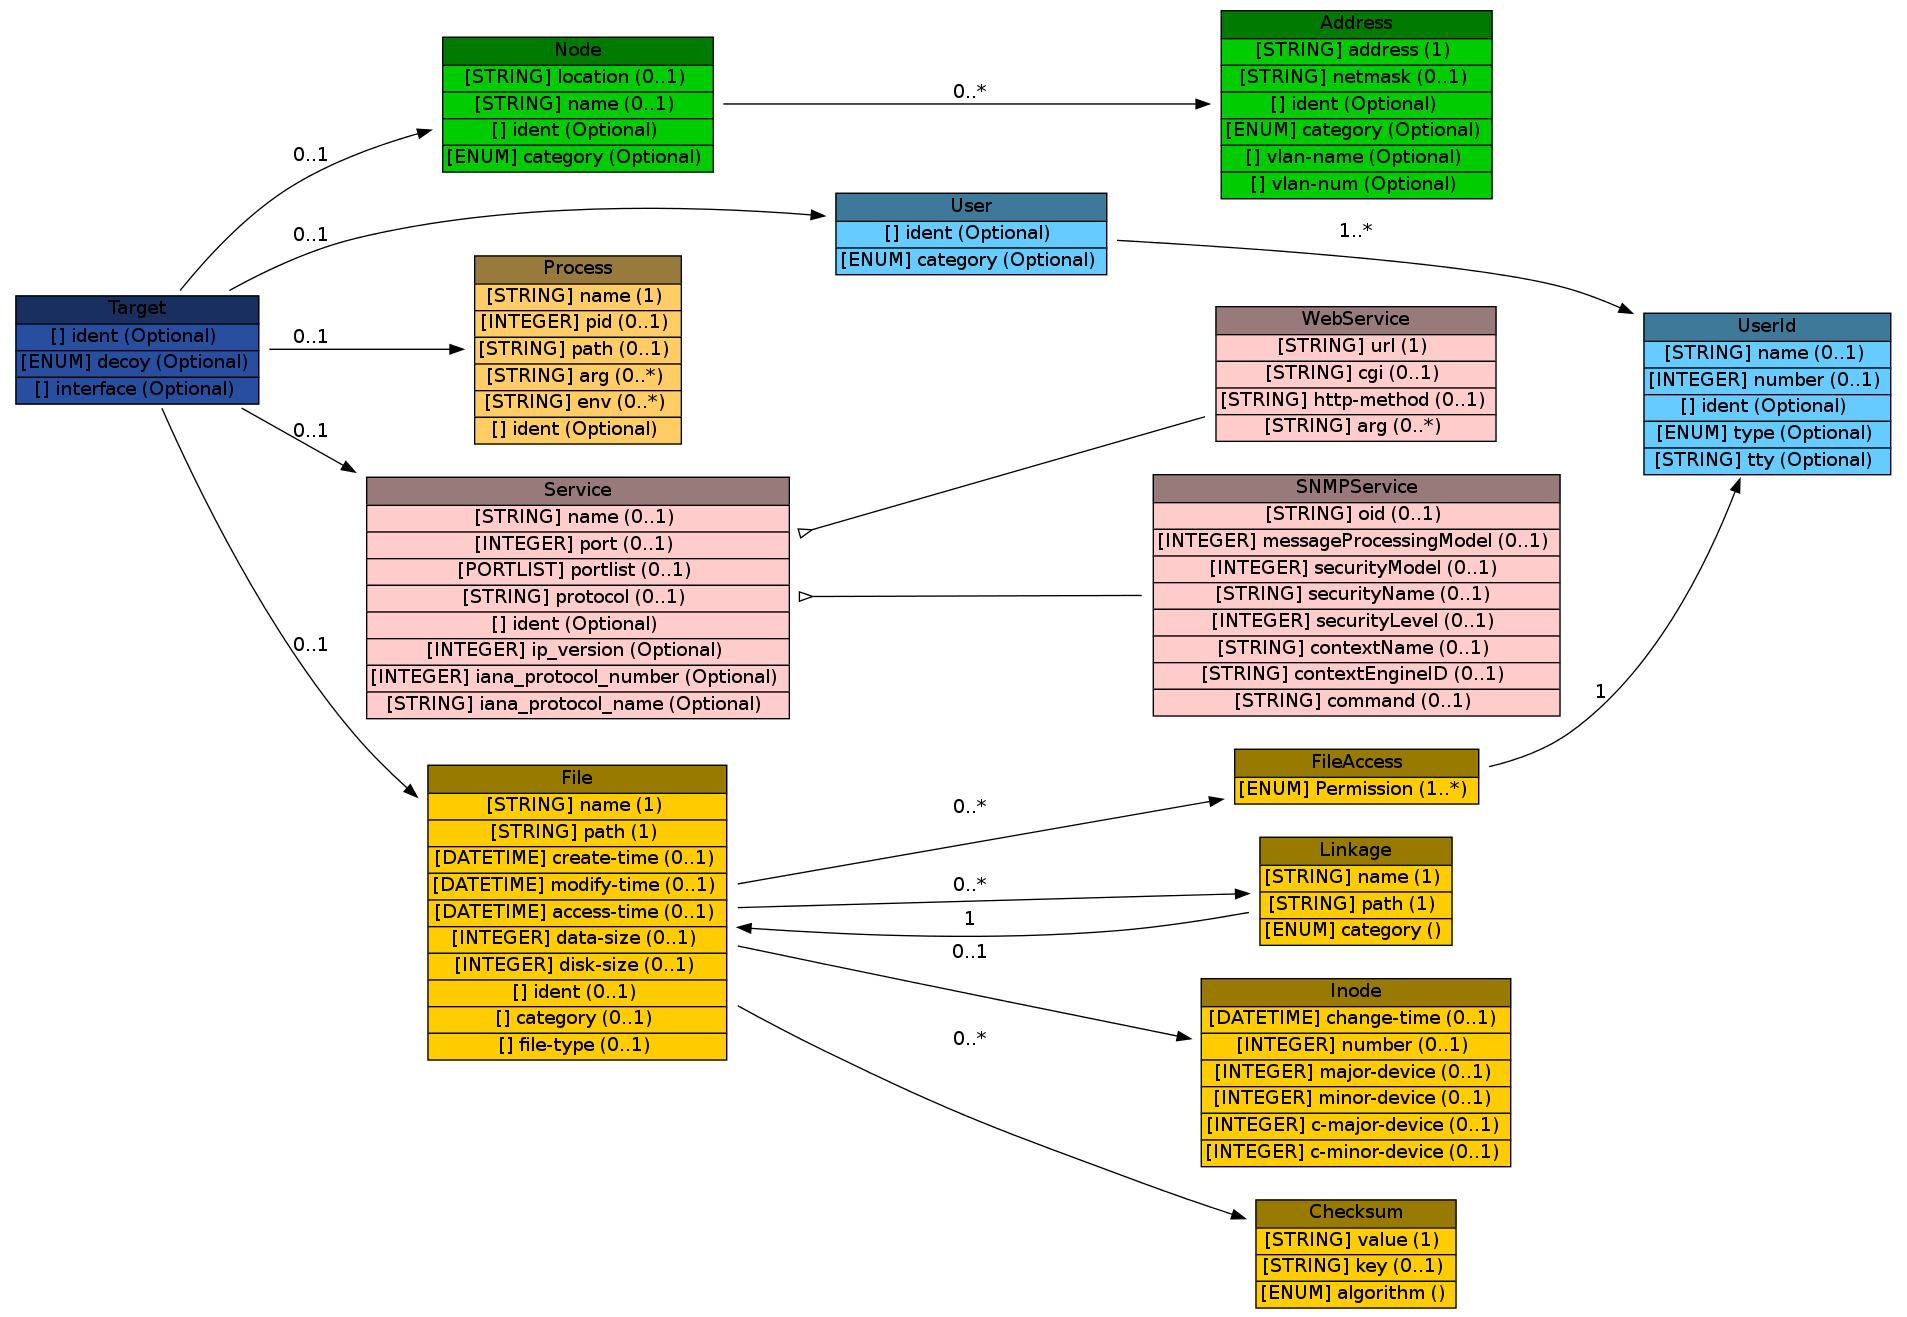 Node
[STRING] location (0..1)
[STRING] name (0..1)
[] ident (Optional)
[ENUM] category (Optional)
Address
[STRING] address (1)
[STRING] netmask (0..1)
[] ident (Optional)
[ENUM] category (Optional)
[] vlan-name (Optional)
[] vlan-num (Optional)
0..*
0..1
User
[] ident (Optional)
[ENUM] category (Optional)
0..1
1..*
Process
[STRING] name (1)
[INTEGER] pid (0..1)
[STRING] path (0..1)
[STRING] arg (0..*)
[STRING] env (0..*)
[] ident (Optional)
Target
[] ident (Optional)
[ENUM] decoy (Optional)
[] interface (Optional)
0..1
0..1
0..1
WebService
[STRING] url (1)
[STRING] cgi (0..1)
[STRING] http-method (0..1)
[STRING] arg (0..*)
UserId
[STRING] name (0..1)
[INTEGER] number (0..1)
[] ident (Optional)
[ENUM] type (Optional)
[STRING] tty (Optional)
Service
[STRING] name (0..1)
[INTEGER] port (0..1)
[PORTLIST] portlist (0..1)
[STRING] protocol (0..1)
[] ident (Optional)
[INTEGER] ip_version (Optional)
[INTEGER] iana_protocol_number (Optional)
[STRING] iana_protocol_name (Optional)
SNMPService
[STRING] oid (0..1)
[INTEGER] messageProcessingModel (0..1)
[INTEGER] securityModel (0..1)
[STRING] securityName (0..1)
[INTEGER] securityLevel (0..1)
[STRING] contextName (0..1)
[STRING] contextEngineID (0..1)
[STRING] command (0..1)
1
File
[STRING] name (1)
[STRING] path (1)
[DATETIME] create-time (0..1)
[DATETIME] modify-time (0..1)
[DATETIME] access-time (0..1)
[INTEGER] data-size (0..1)
[INTEGER] disk-size (0..1)
[] ident (0..1)
[] category (0..1)
[] file-type (0..1)
0..*
0..*
1
0..1
0..*
FileAccess
[ENUM] Permission (1..*)
Linkage
[STRING] name (1)
[STRING] path (1)
[ENUM] category ()
Inode
[DATETIME] change-time (0..1)
[INTEGER] number (0..1)
[INTEGER] major-device (0..1)
[INTEGER] minor-device (0..1)
[INTEGER] c-major-device (0..1)
[INTEGER] c-minor-device (0..1)
Checksum
[STRING] value (1)
[STRING] key (0..1)
[ENUM] algorithm ()